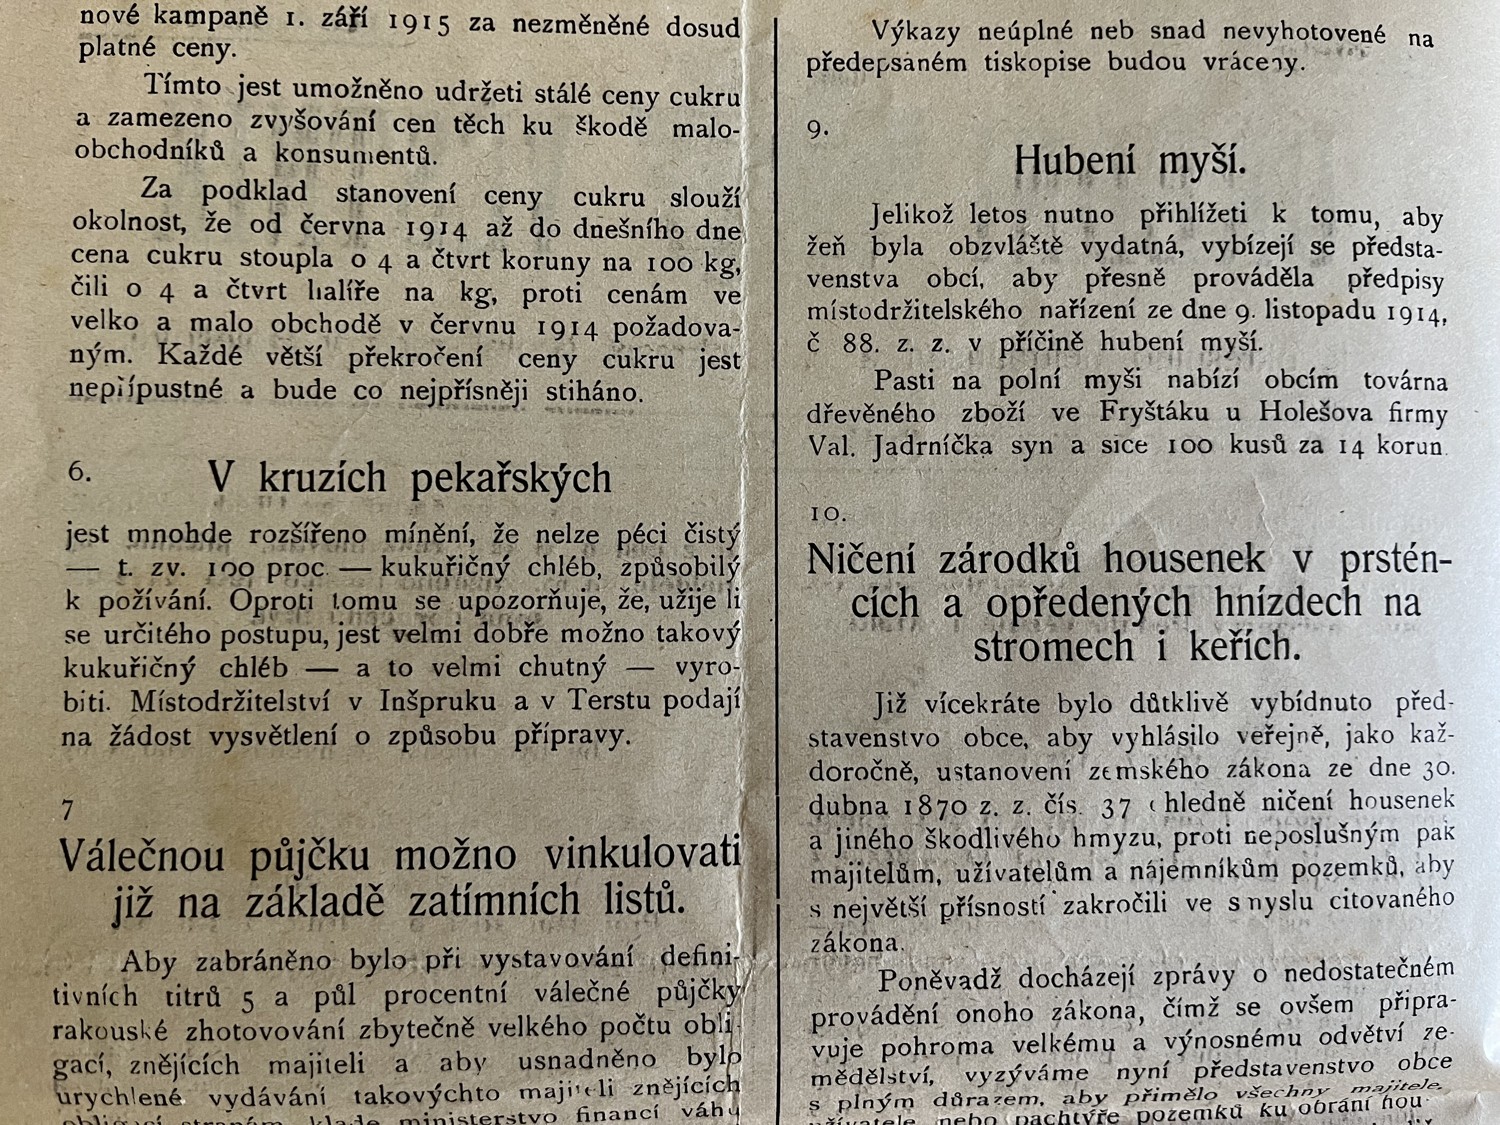 nové kampaně 1. září 1915 za nezměněné dosud
platné ceny.
Tímto jest umožněno udržeti stálé ceny cukru
a zamezeno zvyšování cen těch ku škodě malo-
obchodníků a konsumentů.
Za podklad stanovení ceny cukru slouží
okolnost, že od června 1914 až do dnešního dne
cena cukru stoupla o 4 a čtvrt koruny na 100 kg,
čili o 4 a čtvrt halíře na kg, proti cenám ve
velko a malo obchodě v červnu 1914 požadova-
ným. Každé větší překročení ceny cukru jest
nepřípustné a bude co nejpřísněji stiháno.
6.
V kruzích pekařských
jest mnohde rozšířeno mínění, že nelze péci čistý
— t. zv. 100 proc. — kukuřičný chléb, způsobilý
k požívání. Oproti tomu se upozorňuje, že, užije li
se určitého postupu, jest velmi dobře možno takový
kukuřičný chléb — a to velmi chutný — vyro-
biti. Místodržitelství v Inšpruku a v Terstu podají
na žádost vysvětlení o způsobu přípravy.
7
Válečnou půjčku možno vinkulovati
již na základě zatímních listů.
Aby zabráněno bylo při vystavování defini-
tivních titrů 5 a půl procentní válečné půjčky
rakouské zhotovování zbytečně velkého počtu obli-
gací, znějících majiteli a aby usnadněno bylo
urychlené vydávání takovýchto majiteli znějících
obligací stranám, klade ministerstvo financí váhu
Výkazy neúplné neb snad nevyhotovené na
předepsaném tiskopise budou vráceny.
9.
Hubení myší.
Jelikož letos nutno přihlížeti k tomu, aby
žeň byla obzvláště vydatná, vybízejí se předsta-
venstva obcí, aby přesně prováděla předpisy
místodržitelského nařízení ze dne 9. listopadu 1914,
č 88. z. z. v příčině hubení myší.
Pasti na polní myši nabízí obcím továrna
dřevěného zboží ve Fryštáku u Holešova firmy
Val. Jadrníčka syn a sice 100 kusů za 14 korun.
10.
Ničení zárodků housenek v prstén-
cích a opředených hnízdech na
stromech i keřích.
Již vícekráte bylo důtklivě vybídnuto před-
stavenstvo obce, aby vyhlásilo veřejně, jako kaž-
doročně, ustanovení zemského zákona ze dne 30.
dubna 1870 z. z. čís. 37 ohledně ničení housenek
a jiného škodlivého hmyzu, proti neposlušným pak
majitelům, uživatelům a nájemníkům pozemků, aby
s největší přísností zakročili ve smyslu citovaného
zákona.
Poněvadž docházejí zprávy o nedostatečném
provádění onoho zákona, čímž se ovšem připra-
vuje pohroma velkému a výnosnému odvětví ze-
mědělství, vyzýváme nyní představenstvo obce
s plným důrazem, aby přimělo všechny majitele,
uživatele nebo pachtýře pozemků ku obrání hou-